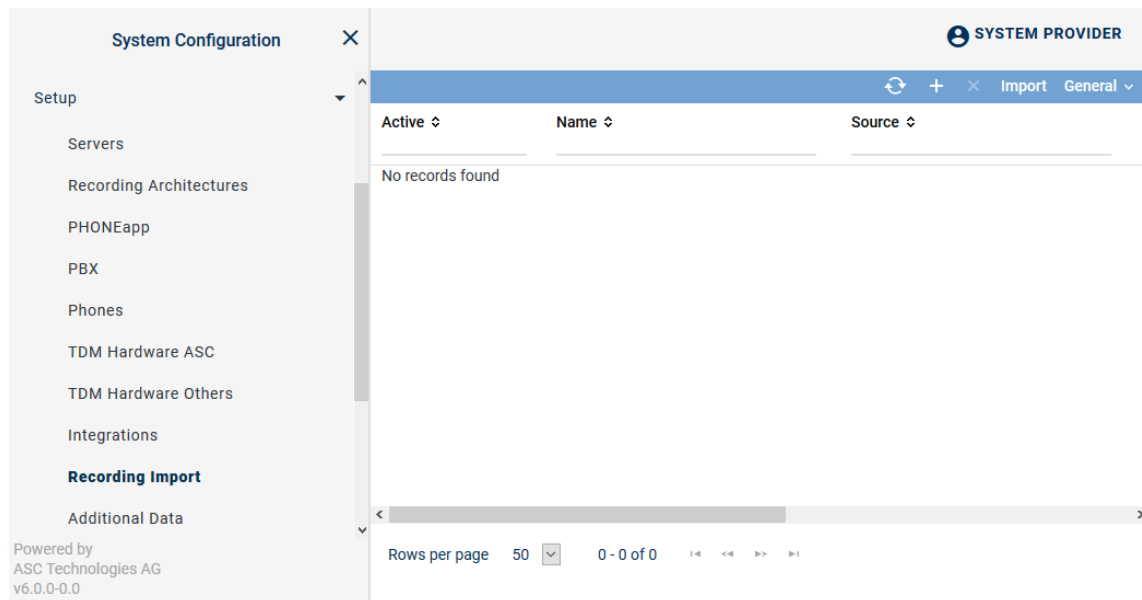 System Configuration
SYSTEM PROVIDER
Setup
Import General
Active Name Source
Servers
No records found
Recording Architectures
PHONEapp
PBX
Phones
TDM Hardware ASC
TDM Hardware Others
Integrations
Recording Import
Additional Data
Powered by
ASC Technologies AG
v6.0.0-0.0
Rows per page 50 0 - 0 of 0